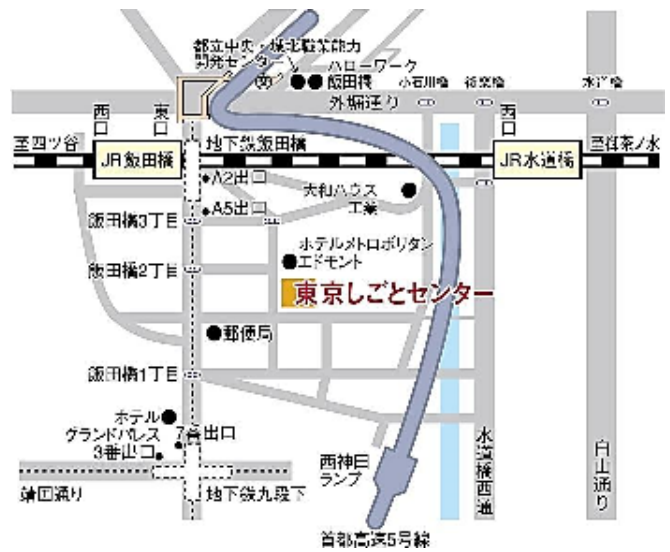 都立中央・城北職業能力
開発センター
ハローワーク
飯田橋
小石川橋
後楽橋
水道橋
外堀通り
西口
東口
西口
至四ツ谷
JR飯田橋
地下鉄飯田橋
JR水道橋
至御茶ノ水
A2出口
大和ハウス
工業
A5出口
飯田橋3丁目
ホテルメトロポリタン
エドモント
飯田橋2丁目
東京しごとセンター
郵便局
飯田橋1丁目
ホテル
グランドパレス
7番出口
3番出口
西神田
ランプ
水道橋西通
白山通り
靖国通り
地下鉄九段下
首都高速5号線